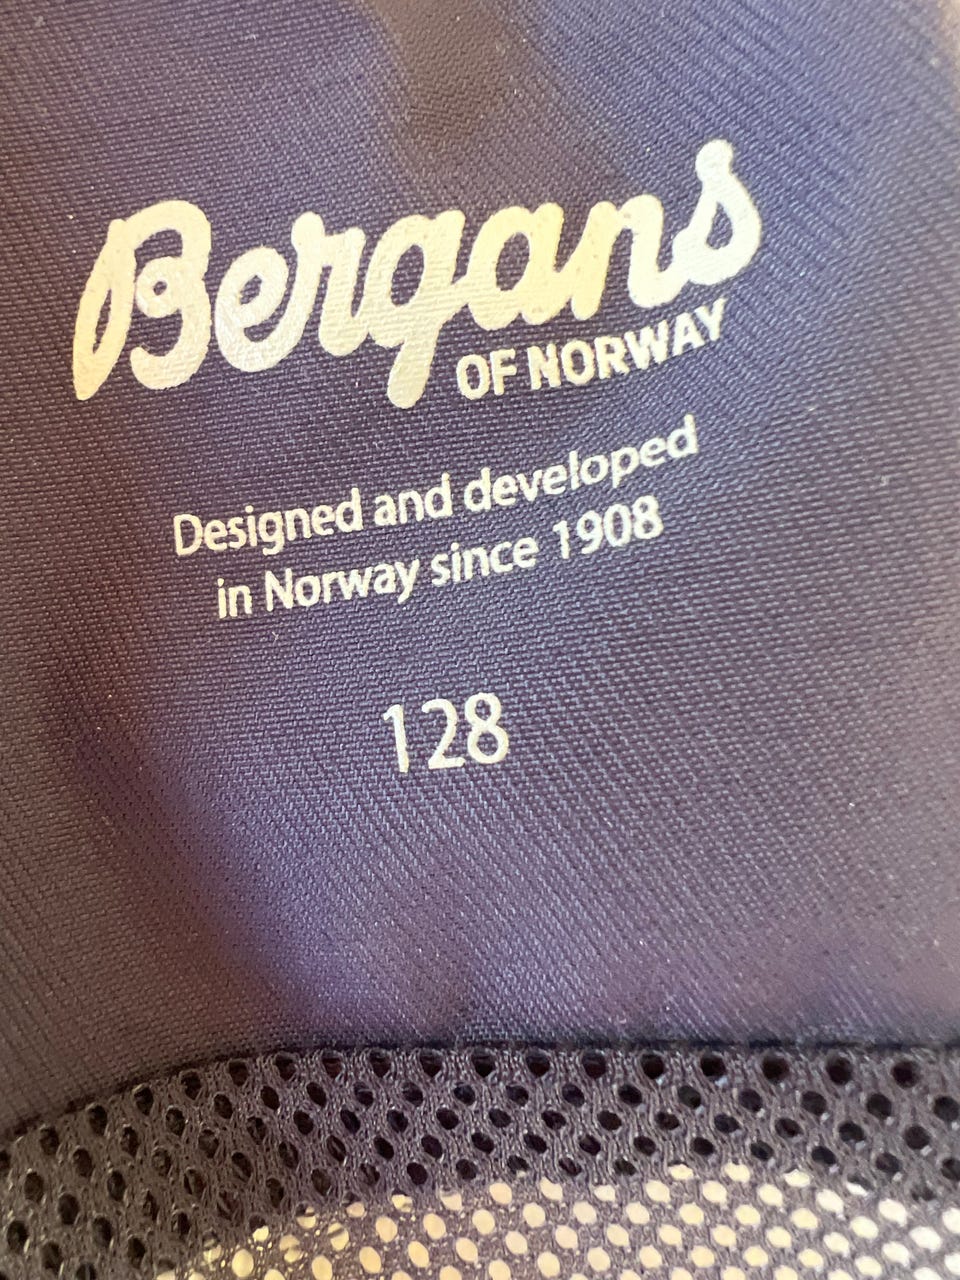 Bergans
OF NORWAY
Designed and developed
in Norway since 1908
128